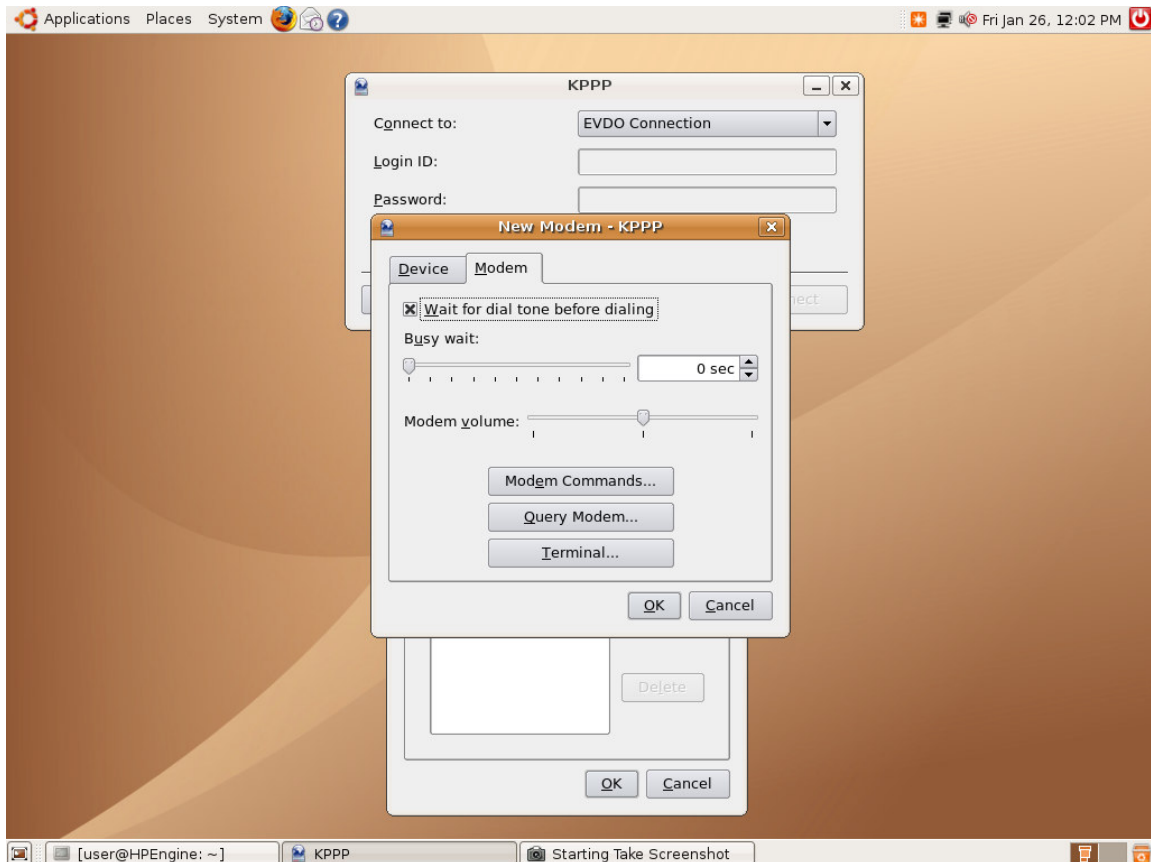 Applications Places System
Fri Jan 26, 12:02 PM
KPPP
Connect to:
EVDO Connection
Login ID:
Password:
New Modem - KPPP
Device
Modem
Wait for dial tone before dialing
Busy wait:
0 sec
Modem volume:
Modem Commands...
Query Modem...
Terminal...
OK
Cancel
Delete
OK
Cancel
[user@HPEngine: ~]
KPPP
Starting Take Screenshot